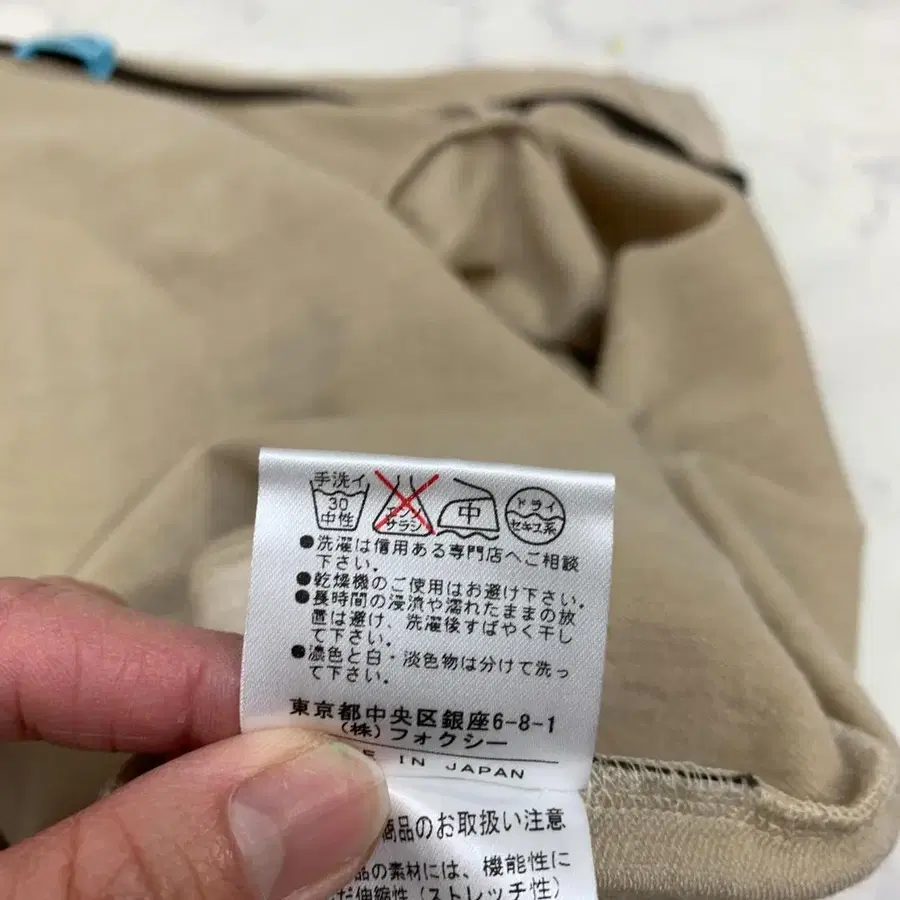 手洗イ
30
中性
エンソ
サラシ
中
ドライ
セキユ系
●洗濯は信用ある専門店へご相談
下さい。
●乾燥機のご使用はお避け下さい。
●長時間の浸流や濡れたままの放
置は避け、洗濯後すばやく干し
て下さい。
●濃色と白・淡色物は分けて洗っ
て下さい。
東京都中央区銀座6-8-1
(株)フォクシー
IN JAPAN
商品のお取扱い注意
品の素材には、機能性に
伸縮性(ストレッチ性)